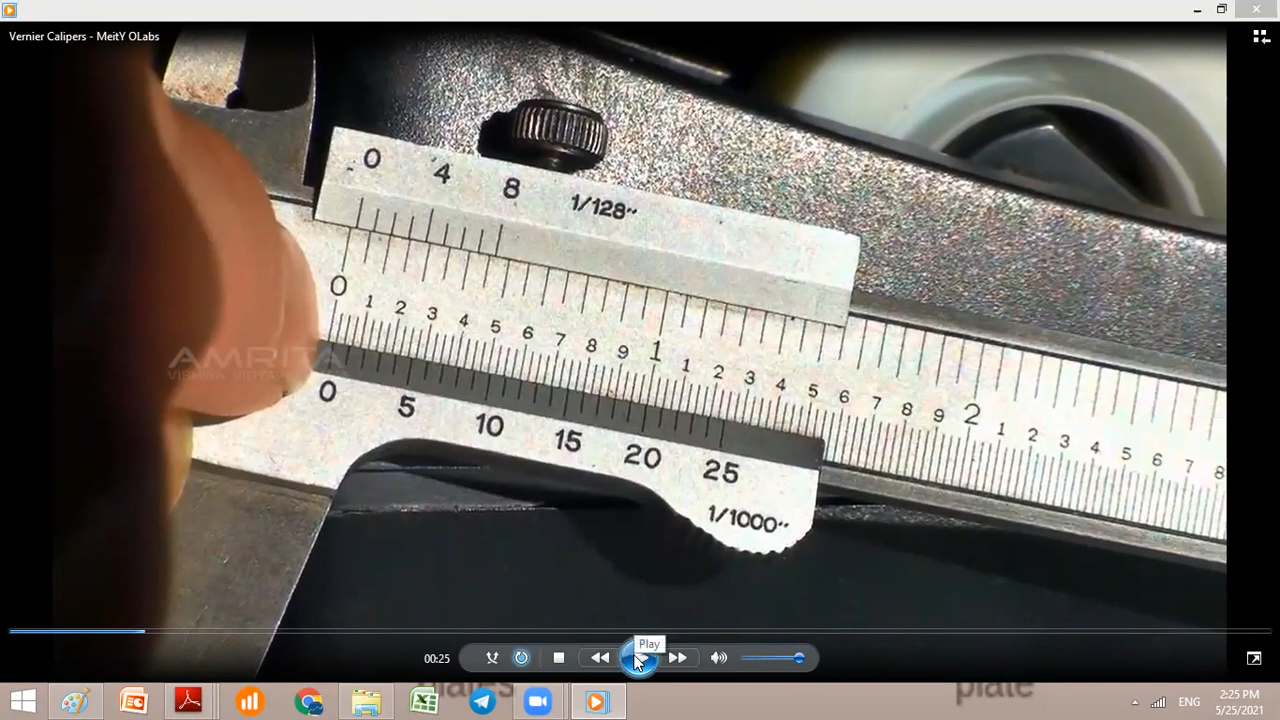 Vernier Calipers - MeitY OLabs
0 4 8 1/128''
0 1 2 3 4 5 6 7 8 9 1 1 2 3 4 5 6 7 8 9 2 1 2 3 4 5 6 7 8
AMRITA
0 5 10 15 20 25
1/1000''
Play
00:25
plates plate
ENG
2:25 PM
5/25/2021